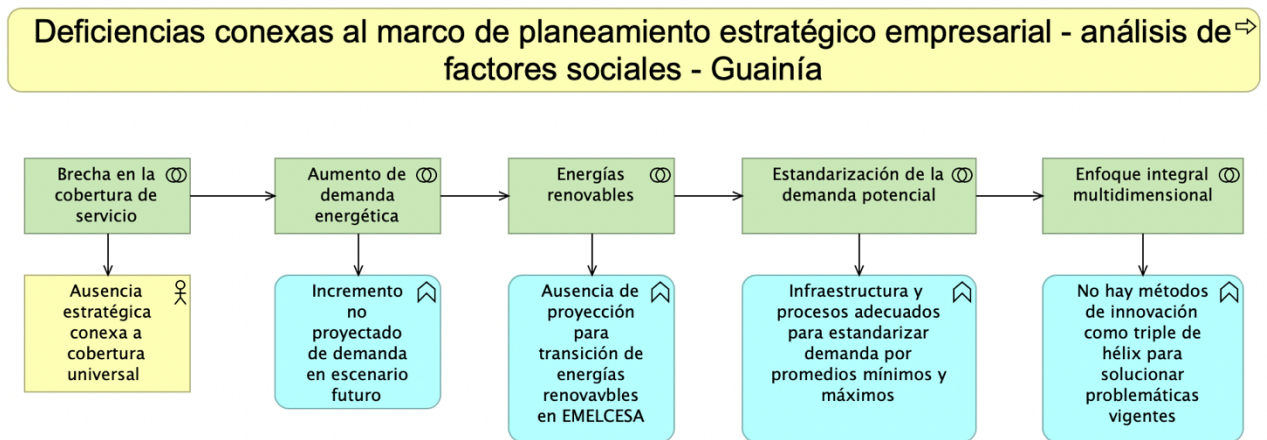 Deficiencias conexas al marco de planeamiento estratégico empresarial - análisis de
factores sociales - Guainía
Brecha en la
cobertura de
servicio
Aumento de
demanda
energética
Energías
renovables
Estandarización de la
demanda potencial
Enfoque integral
multidimensional
Ausencia
estratégica
conexa a
cobertura
universal
Incremento
no
proyectado
de demanda
en escenario
futuro
Ausencia de
proyección
para
transición de
energías
renovavbles
en EMELCESA
Infraestructura y
procesos adecuados
para estandarizar
demanda por
promedios mínimos y
máximos
No hay métodos
de innovación
como triple de
hélix para
solucionar
problemáticas
vigentes